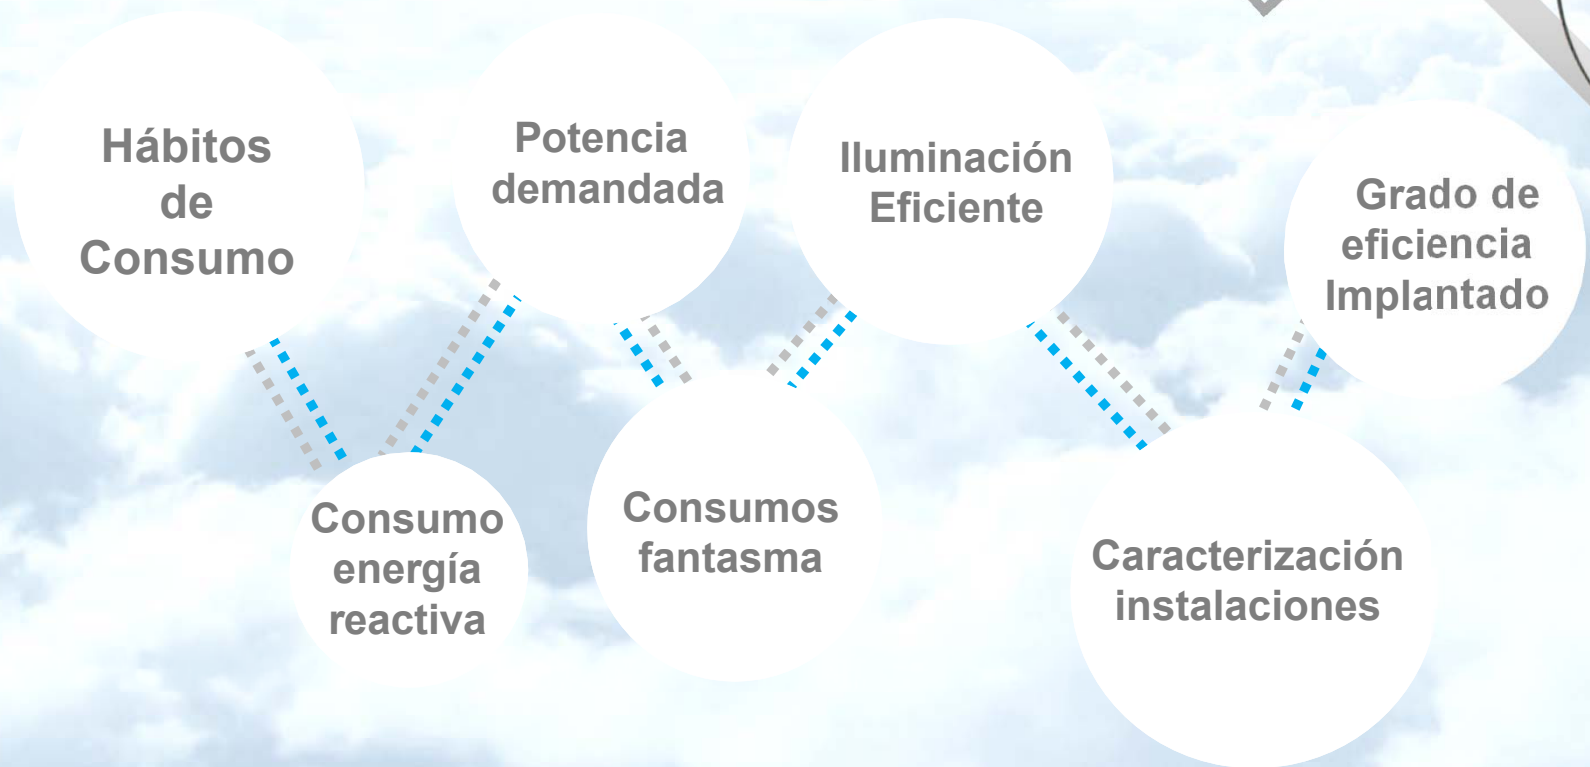 Hábitos
de
Consumo
Consumo
energía
reactiva
Potencia
demandada
Consumos
fantasma
Iluminación
Eficiente
Caracterización
instalaciones
Grado de
eficiencia
Implantado